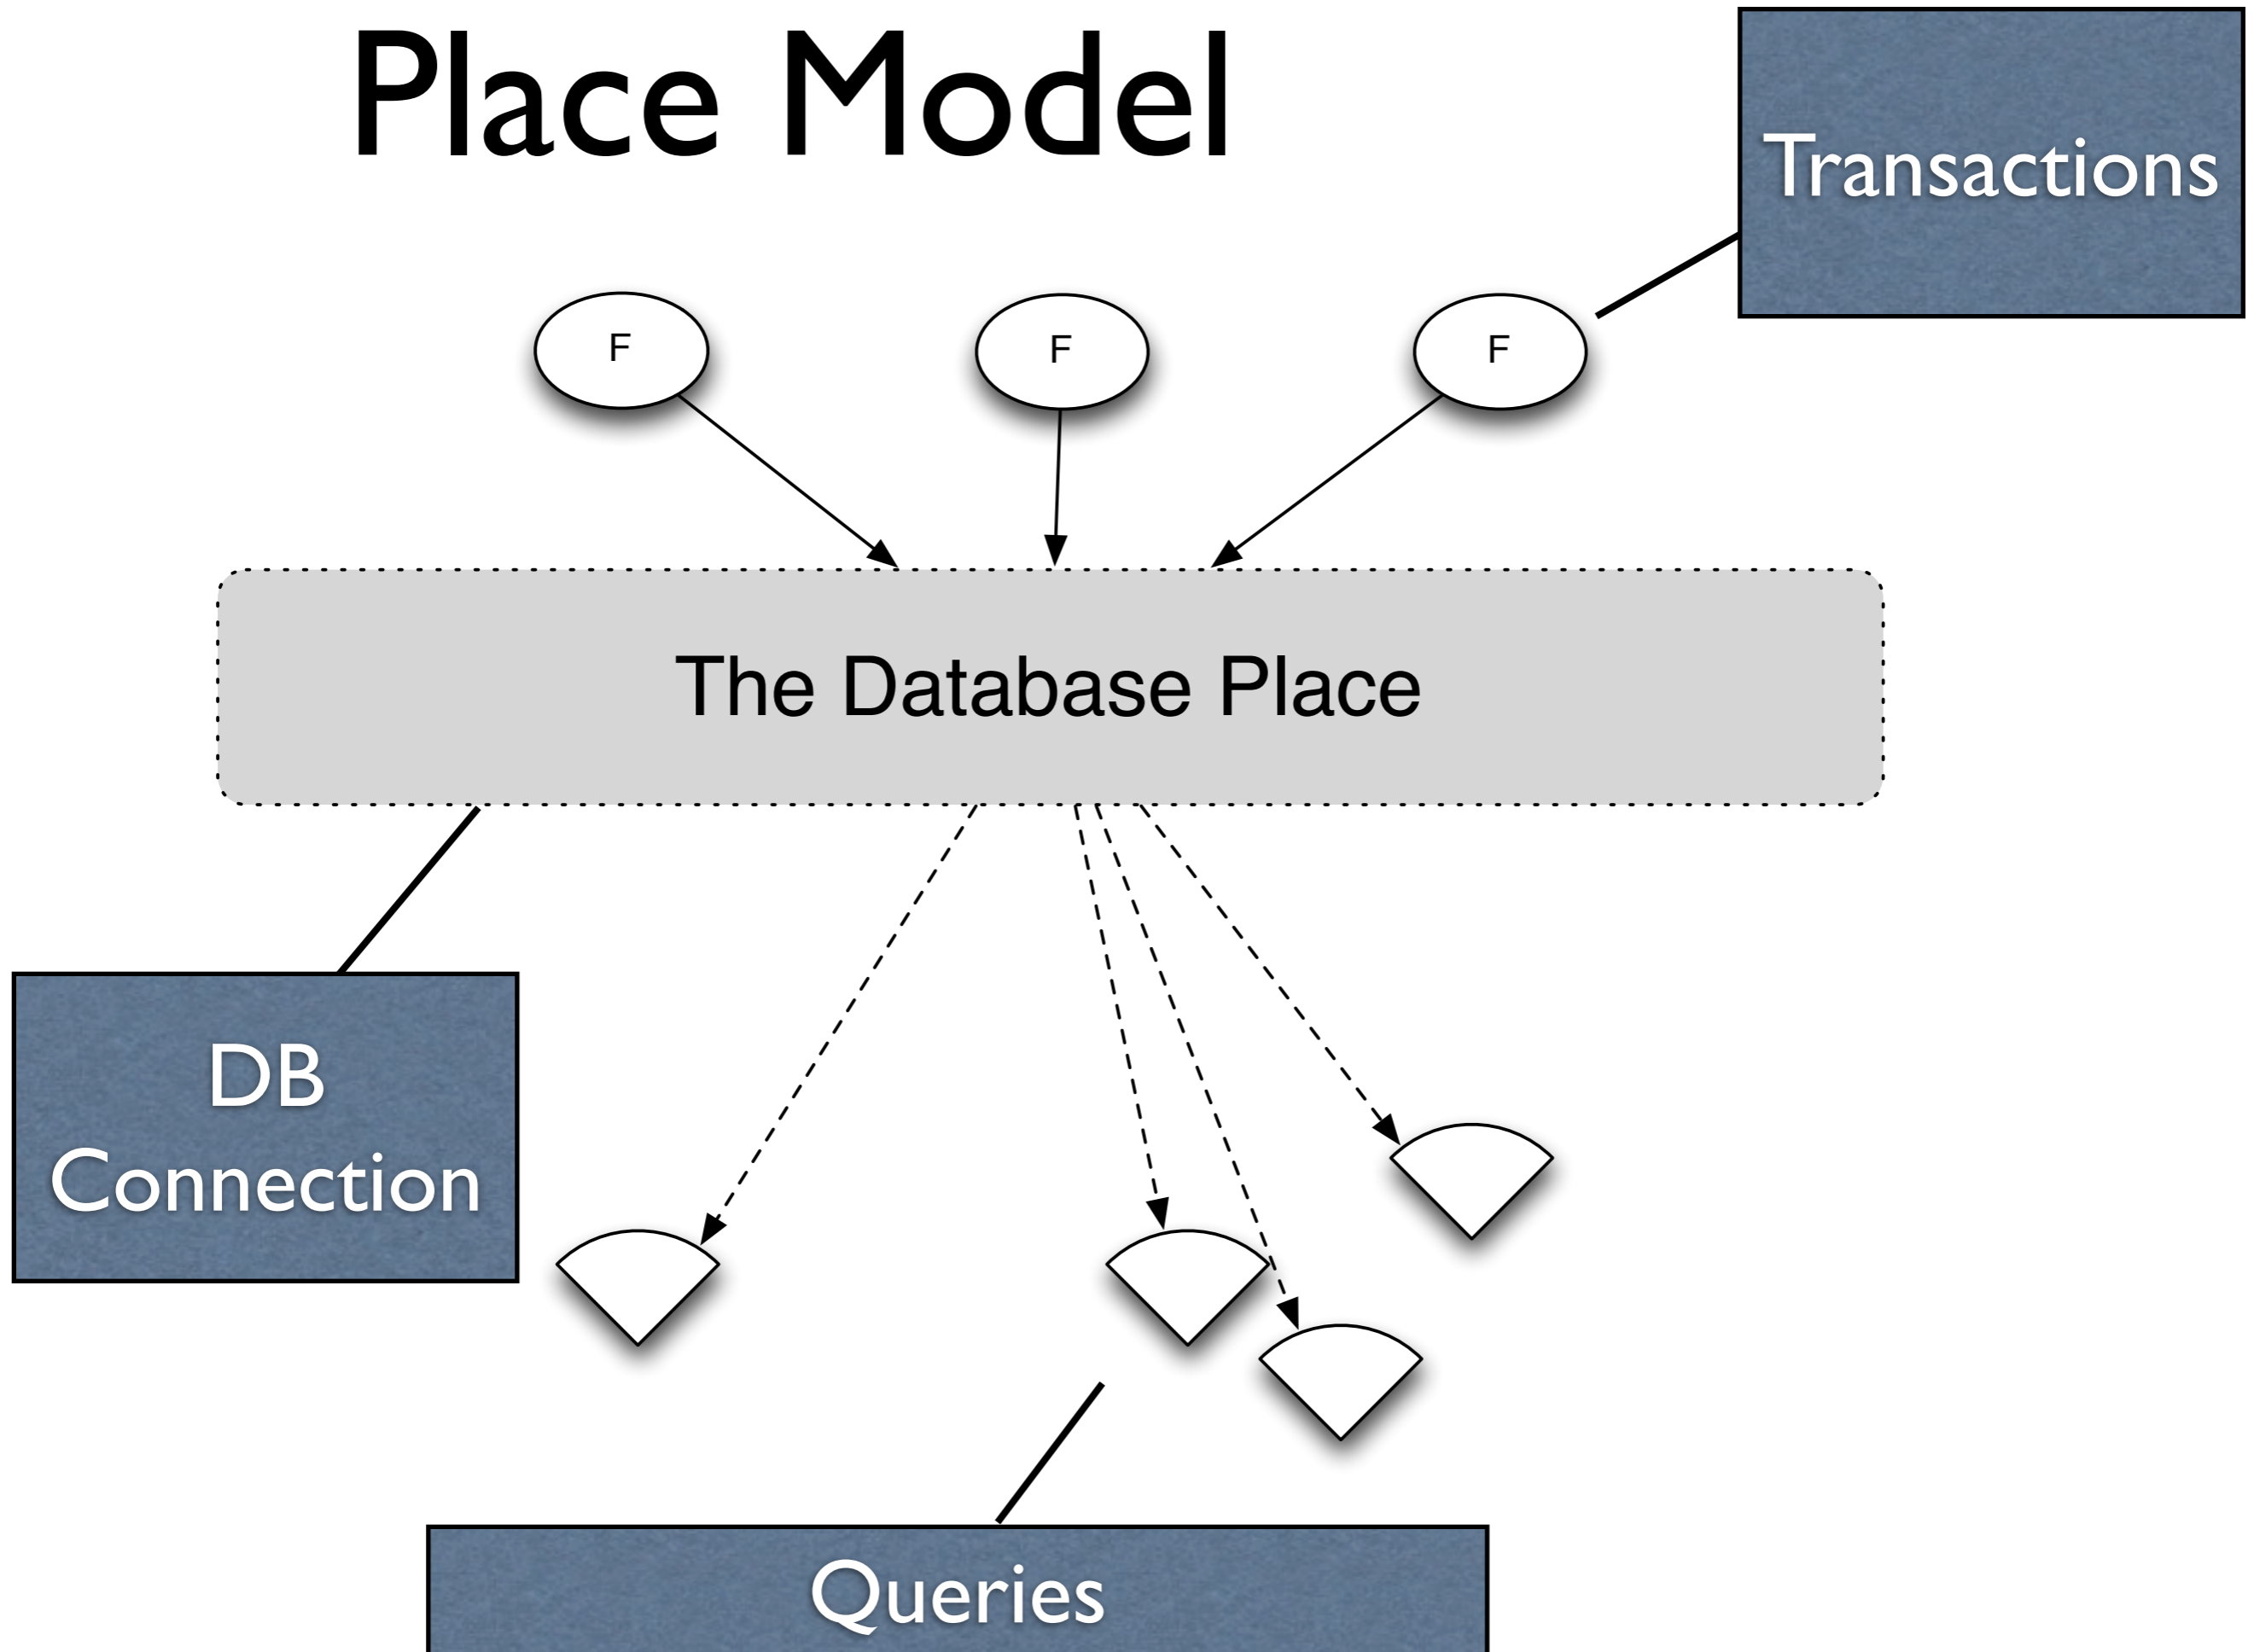 Place Model
Transactions
F
F
F
The Database Place
DB
Connection
Queries